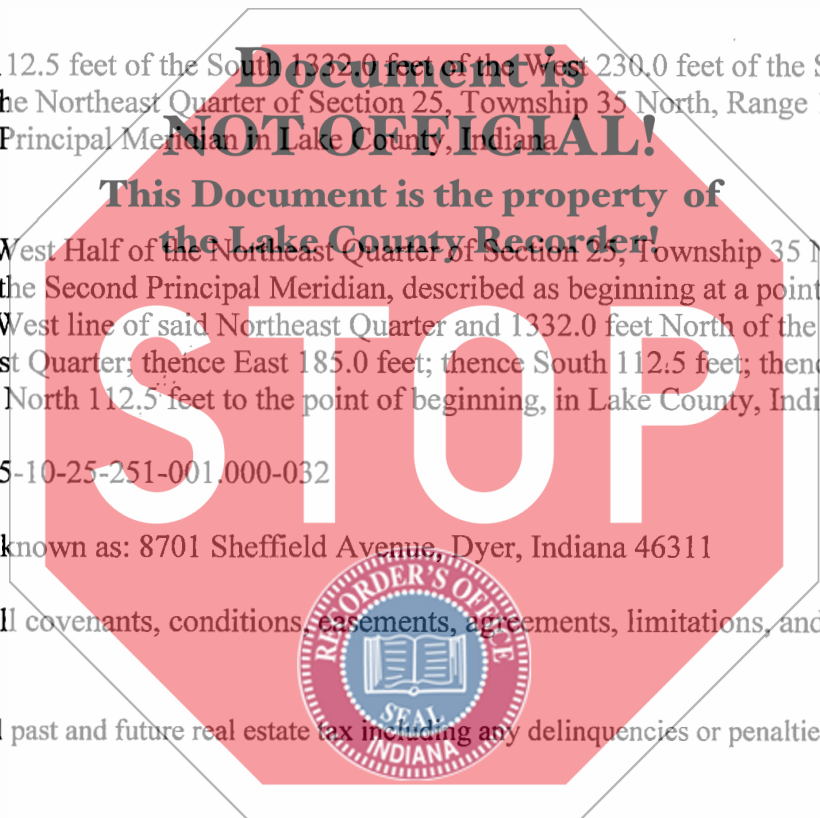 112.5 feet of the South 1332.0 feet of the West 230.0 feet of the S
Document is
he Northeast Quarter of Section 25, Township 35 North, Range
NOT OFFICIAL!
Principal Meridian in Lake County, Indiana
This Document is the property of
the Lake County Recorder!
West Half of the Northeast Quarter of Section 25, Township 35 N
the Second Principal Meridian, described as beginning at a point
West line of said Northeast Quarter and 1332.0 feet North of the
st Quarter; thence East 185.0 feet; thence South 112.5 feet; thenc
North 112.5 feet to the point of beginning, in Lake County, Indi
STOP
5-10-25-251-001.000-032
known as: 8701 Sheffield Avenue, Dyer, Indiana 46311
RECORDER'S OFFICE
ll covenants, conditions, easements, agreements, limitations, and
SEAL
l past and future real estate tax including any delinquencies or penaltie
INDIANA